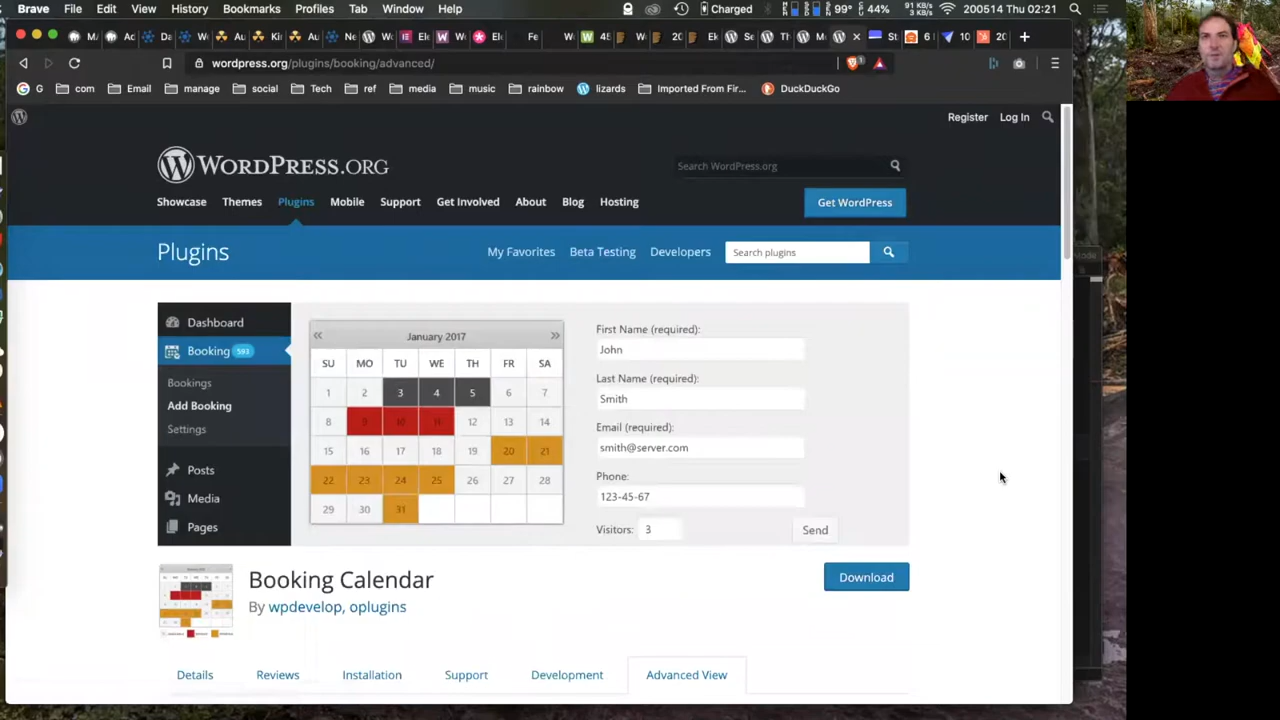 Brave File Edit View History Bookmarks Profiles Tab Window Help Charged 99° 44% 91 KB/s 3 KB/s 200514 Thu 02:21
wordpress.org/plugins/booking/advanced/
G com Email manage social Tech ref media music rainbow lizards Imported From Fir... DuckDuckGo
Register Log In
WORDPRESS.ORG
Search WordPress.org
Showcase Themes Plugins Mobile Support Get Involved About Blog Hosting Get WordPress
Plugins My Favorites Beta Testing Developers Search plugins
Dashboard
Booking 593
Bookings
Add Booking
Settings
Posts
Media
Pages
« January 2017 »
SU MO TU WE TH FR SA
1 2 3 4 5 6 7
8 9 10 11 12 13 14
15 16 17 18 19 20 21
22 23 24 25 26 27 28
29 30 31
First Name (required):
John
Last Name (required):
Smith
Email (required):
smith@server.com
Phone:
123-45-67
Visitors: 3 Send
Booking Calendar
By wpdevelop, oplugins
Download
Details Reviews Installation Support Development Advanced View